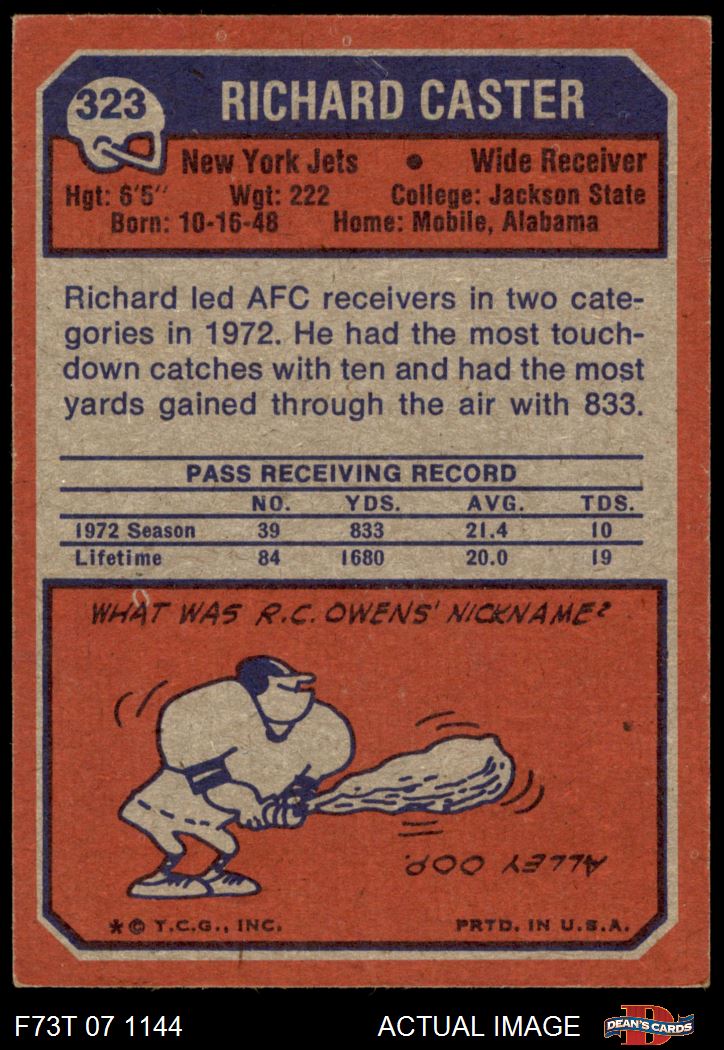 323
RICHARD CASTER
New York Jets • Wide Receiver
Hgt: 6'5" Wgt: 222 College: Jackson State
Born: 10-16-48 Home: Mobile, Alabama
Richard led AFC receivers in two cate-
gories in 1972. He had the most touch-
down catches with ten and had the most
yards gained through the air with 833.
PASS RECEIVING RECORD
NO. YDS. AVG. TDS.
1972 Season 39 833 21.4 10
Lifetime 84 1680 20.0 19
WHAT WAS R.C. OWENS' NICKNAME?
ALLEY OOP.
* © T.C.G., INC. PRTD. IN U.S.A.
F73T 07 1144 ACTUAL IMAGE DEAN'S CARDS